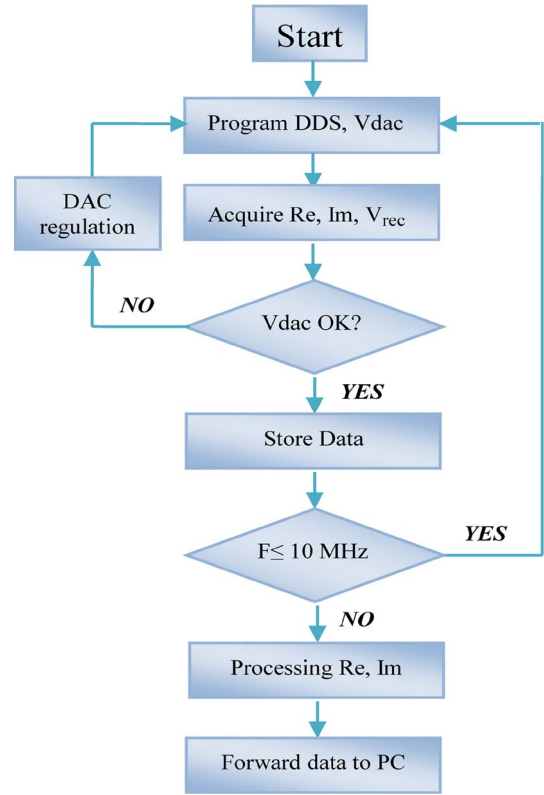 Start
Program DDS, Vdac
DAC
regulation
Acquire Re, Im, Vrec
NO
Vdac OK?
YES
Store Data
F≤ 10 MHz
YES
NO
Processing Re, Im
Forward data to PC